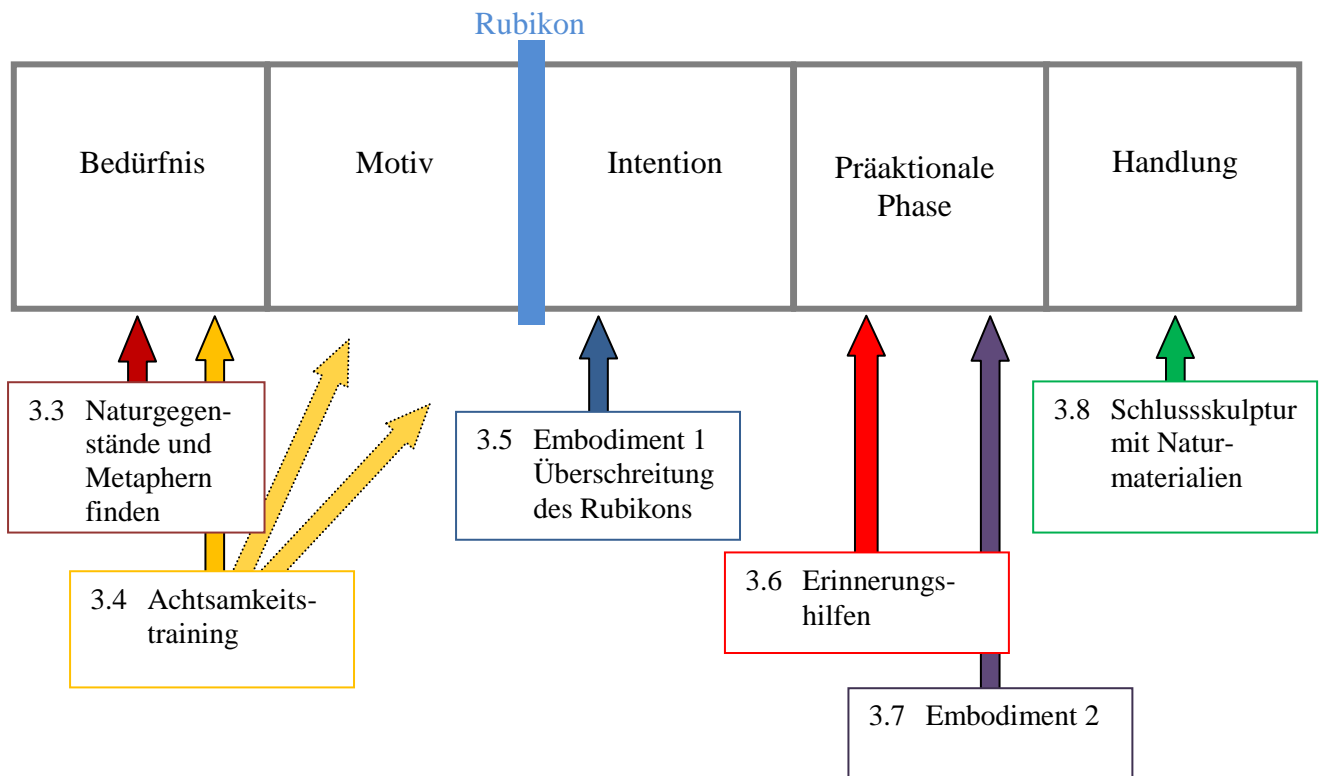 Rubikon
Bedürfnis
Motiv
Intention
Präaktionale
Phase
Handlung
3.3 Naturgegen-
stände und
Metaphern
finden
3.4 Achtsamkeits-
training
3.5 Embodiment 1
Überschreitung
des Rubikons
3.6 Erinnerungs-
hilfen
3.7 Embodiment 2
3.8 Schlussskulptur
mit Natur-
materialien